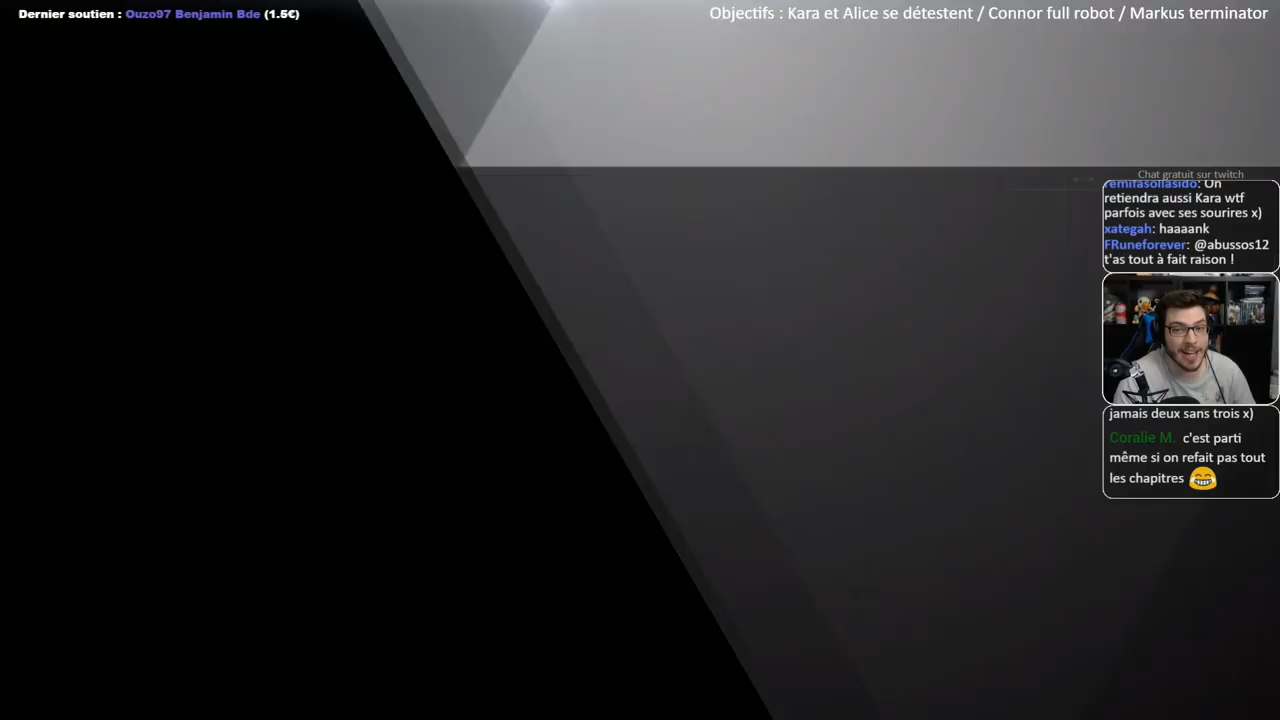 Dernier soutien : Ouzo97 Benjamin Bde (1.5€)
Objectifs : Kara et Alice se détestent / Connor full robot / Markus terminator
Chat gratuit sur twitch
remifasollasido: On
retiendra aussi Kara wtf
parfois avec ses sourires x)
xategah: haaaank
FRuneforever: @abussos12
t'as tout à fait raison !
jamais deux sans trois x)
Coralie M. c'est parti
même si on refait pas tout
les chapitres 😂